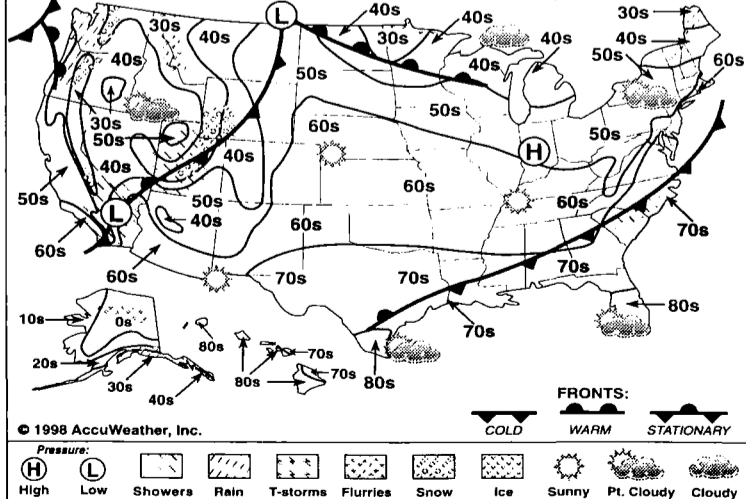 L
40s
40s
30s
30s
40s
30s
40s
40s
40s
40s
40s
50s
60s
50s
50s
30s
50s
60s
H
50s
40s
40s
60s
50s
L
50s
40s
60s
60s
70s
60s
60s
70s
70s
70s
10s
0s
80s
80s
70s
20s
80s
70s
70s
80s
30s
40s
FRONTS:
© 1998 AccuWeather, Inc.
COLD WARM STATIONARY
Pressure:
H L
High Low Showers Rain T-storms Flurries Snow Ice Sunny Pt. Cloudy Cloudy